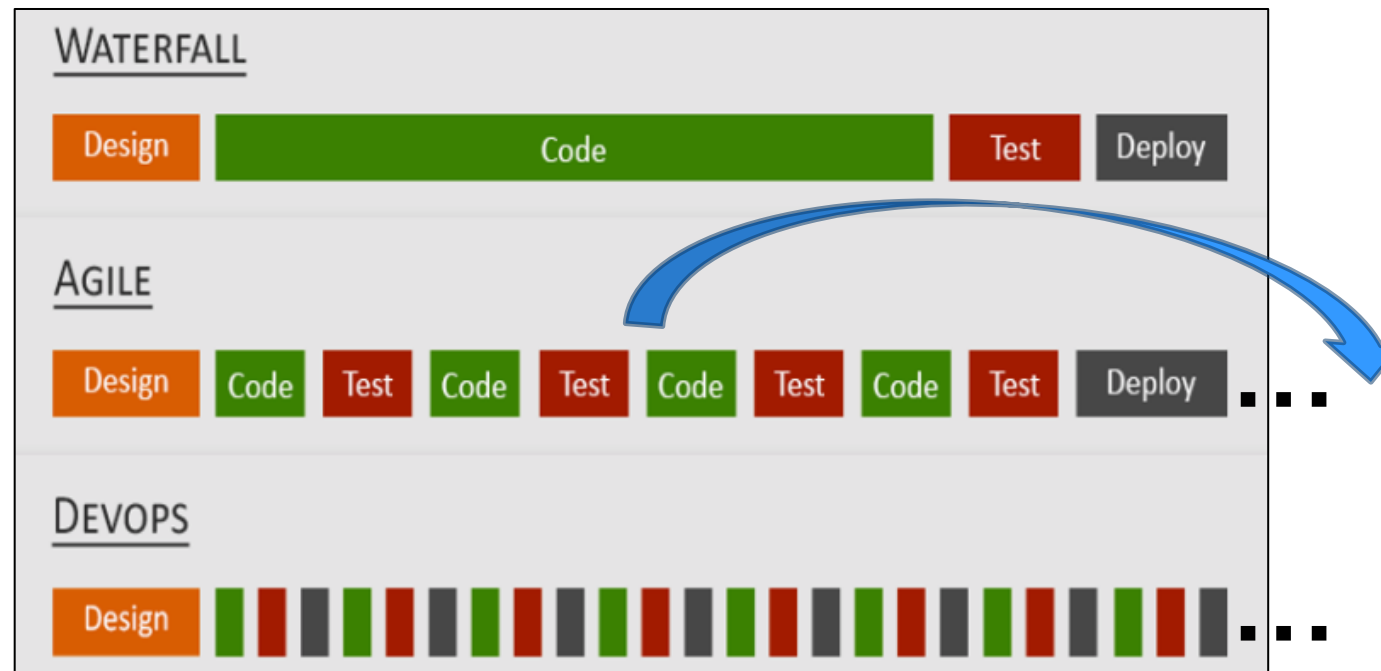 WATERFALL
Design Code Test Deploy
AGILE
Design Code Test Code Test Code Test Code Test Deploy ...
DEVOPS
Design ...